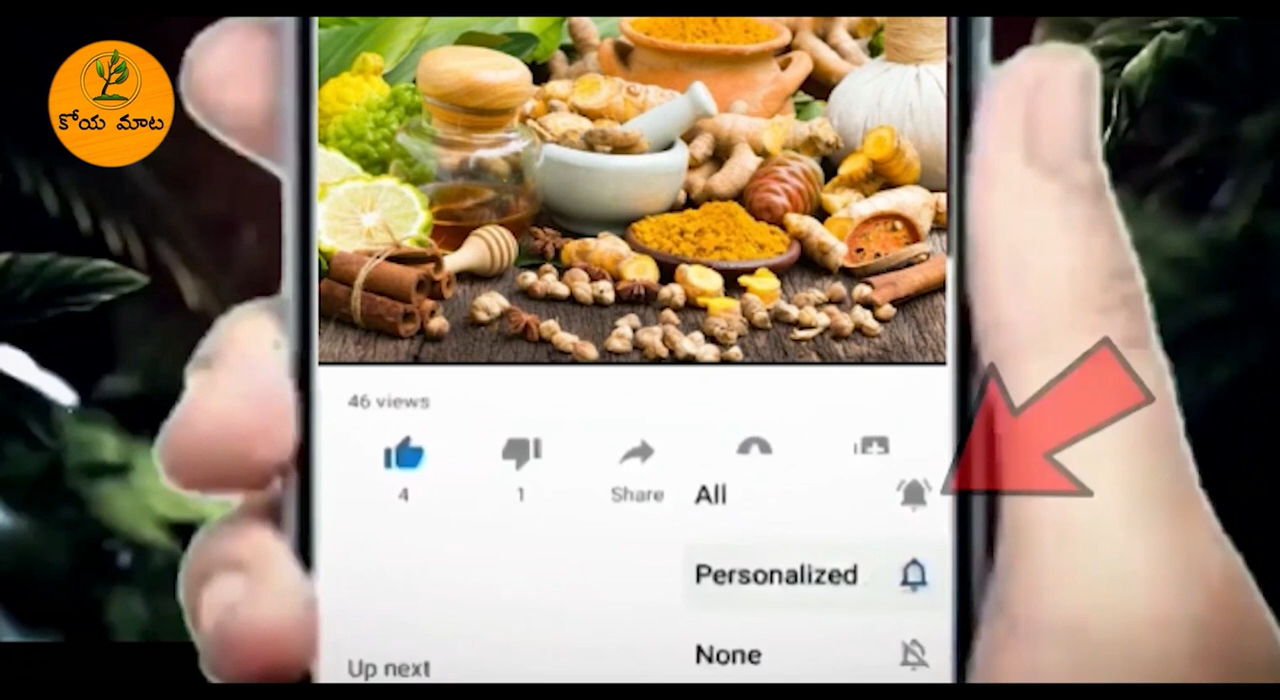 కోయ మాట
46 views
4
1
Share
All
Personalized
None
Up next